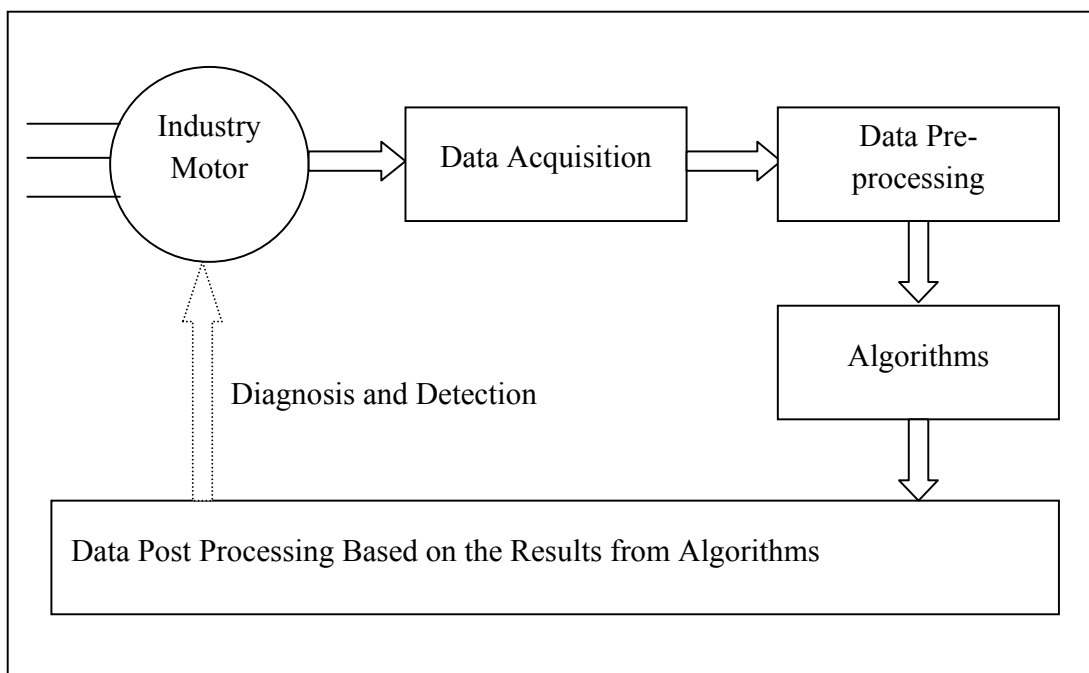 Industry
Motor
Data Acquisition
Data Pre-
processing
Algorithms
Diagnosis and Detection
Data Post Processing Based on the Results from Algorithms